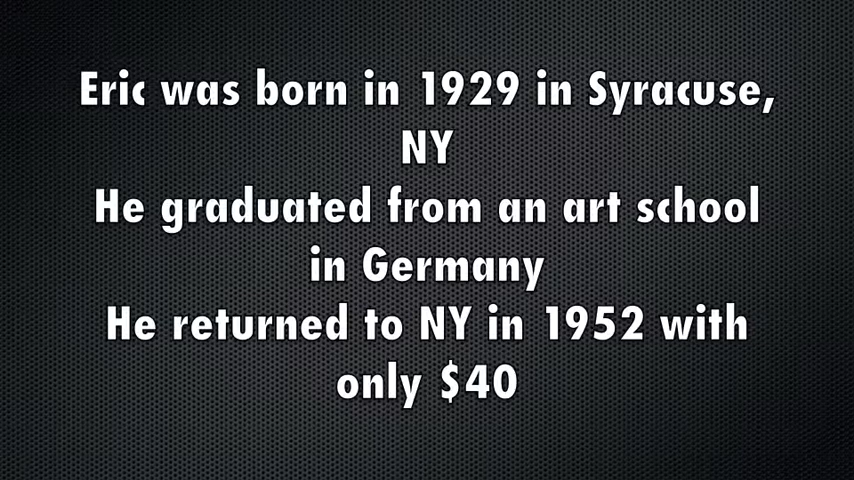 Eric was born in 1929 in Syracuse,
NY
He graduated from an art school
in Germany
He returned to NY in 1952 with
only $40